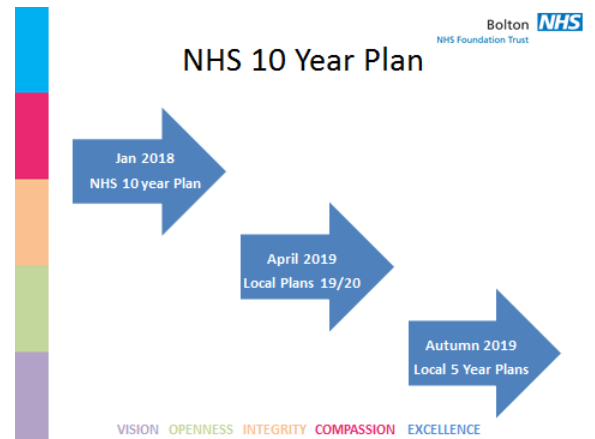 Bolton NHS
NHS Foundation Trust
NHS 10 Year Plan
Jan 2018
NHS 10 year Plan
April 2019
Local Plans 19/20
Autumn 2019
Local 5 Year Plans
VISION OPENNESS INTEGRITY COMPASSION EXCELLENCE